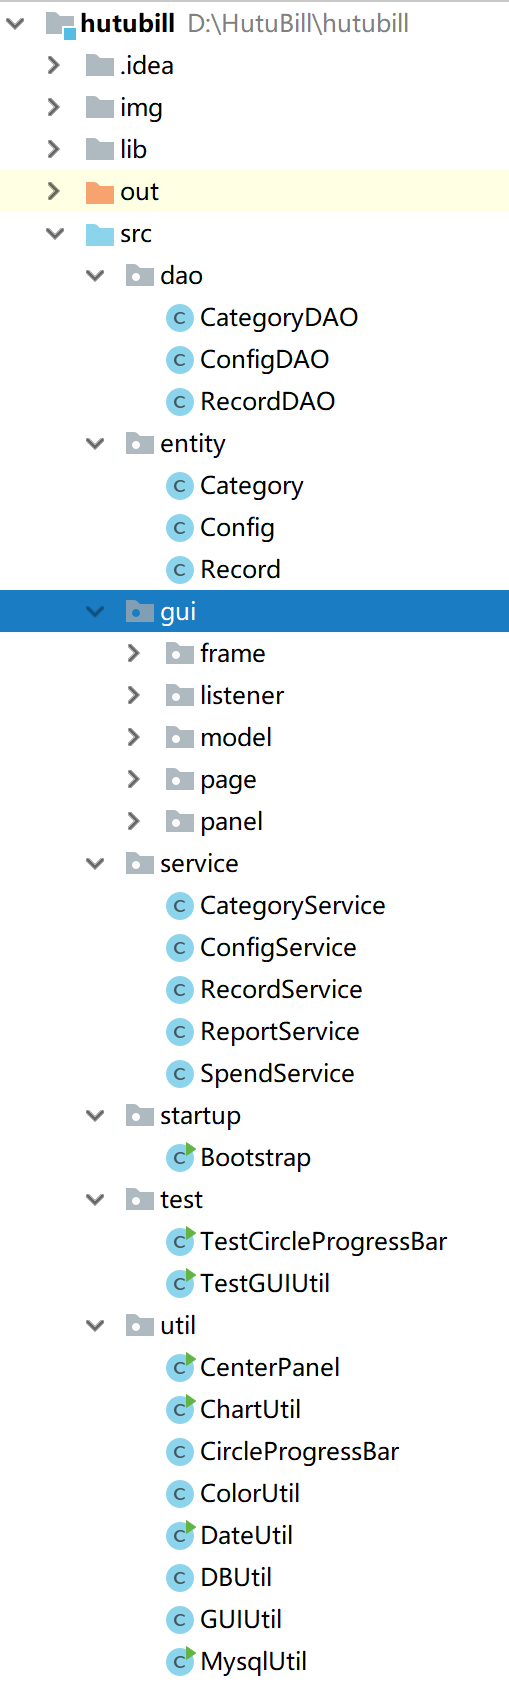 hutubill D:\HutuBill\hutubill
.idea
img
lib
out
src
dao
C CategoryDAO
C ConfigDAO
C RecordDAO
entity
C Category
C Config
C Record
gui
frame
listener
model
page
panel
service
C CategoryService
C ConfigService
C RecordService
C ReportService
C SpendService
startup
C Bootstrap
test
C TestCircleProgressBar
C TestGUIUtil
util
C CenterPanel
C ChartUtil
C CircleProgressBar
C ColorUtil
C DateUtil
C DBUtil
C GUIUtil
C MysqlUtil